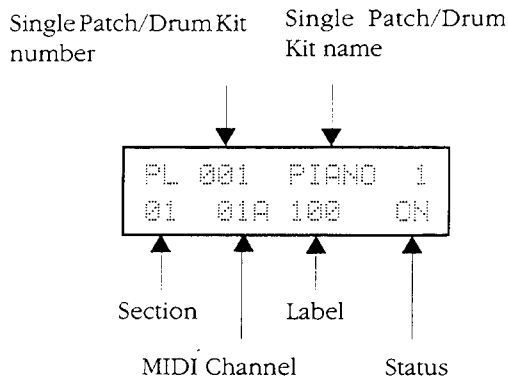 Single Patch/Drum Kit number
Single Patch/Drum Kit name
PL 001 PIANO 1
01 01A 100 ON
Section
Label
MIDI Channel
Status